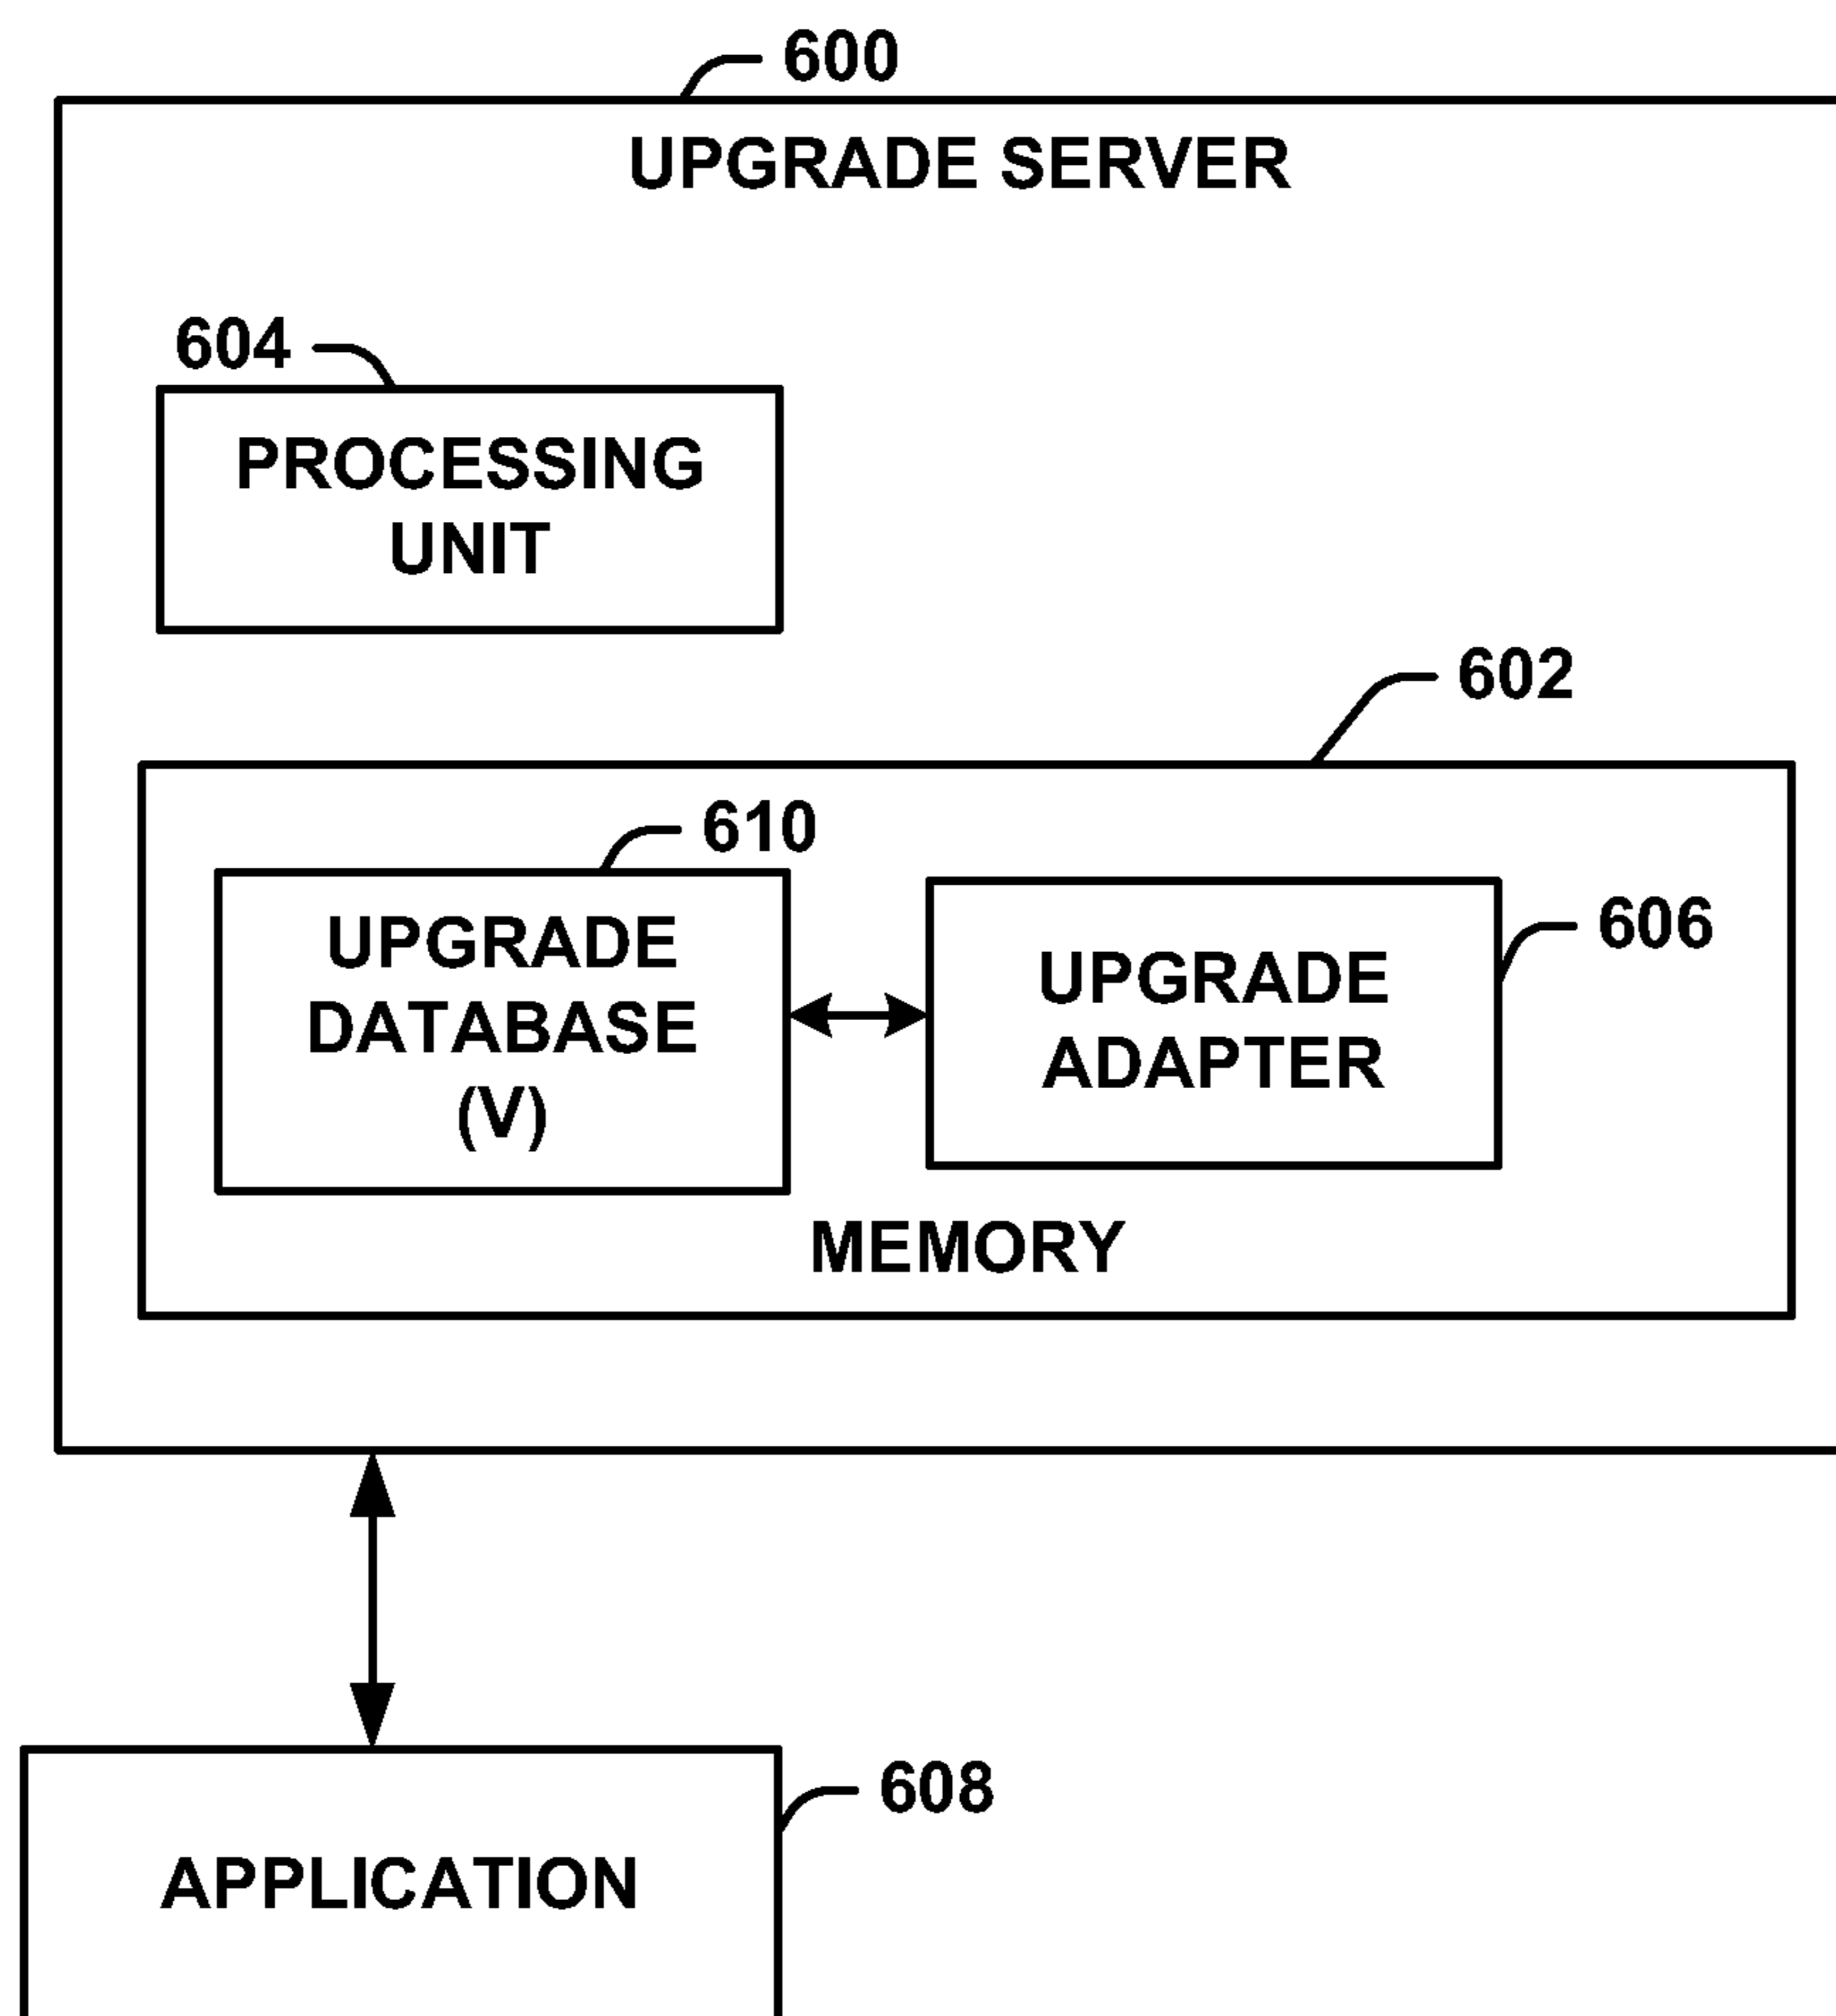 600
UPGRADE SERVER
604
PROCESSING
UNIT
602
610
UPGRADE
DATABASE
(V)
606
UPGRADE
ADAPTER
MEMORY
608
APPLICATION